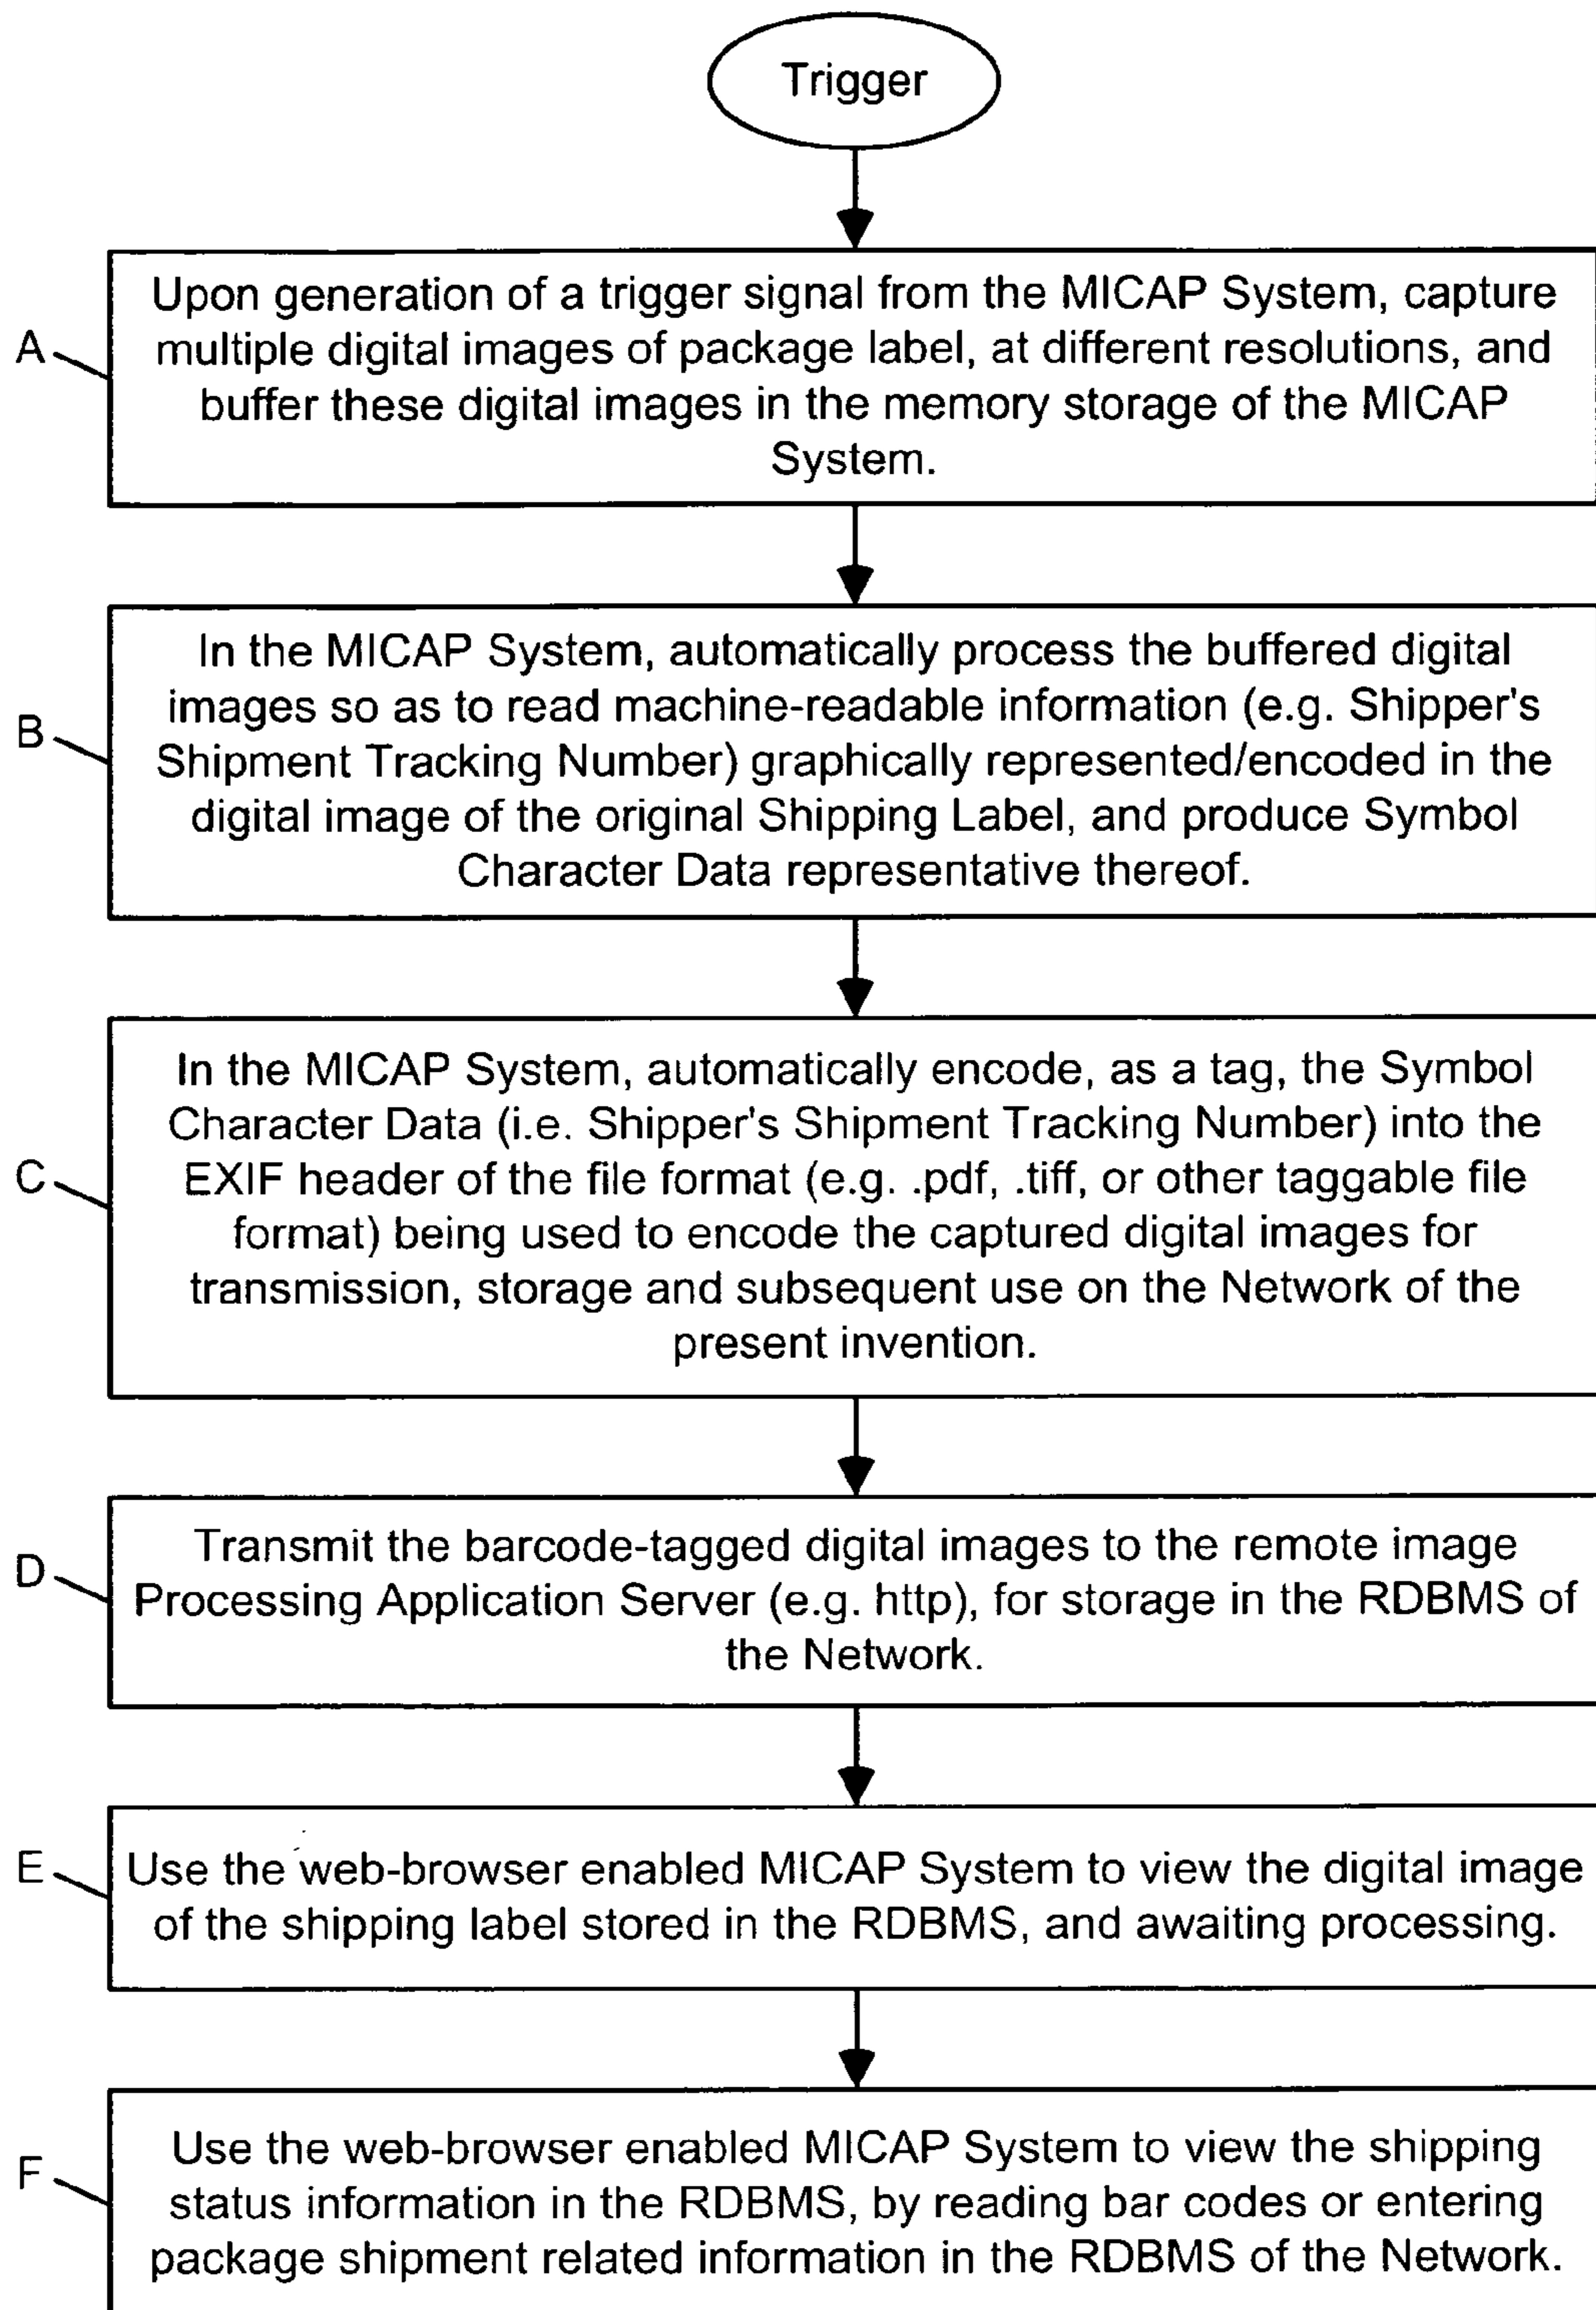 Trigger
A
Upon generation of a trigger signal from the MICAP System, capture
multiple digital images of package label, at different resolutions, and
buffer these digital images in the memory storage of the MICAP
System.
B
In the MICAP System, automatically process the buffered digital
images so as to read machine-readable information (e.g. Shipper's
Shipment Tracking Number) graphically represented/encoded in the
digital image of the original Shipping Label, and produce Symbol
Character Data representative thereof.
C
In the MICAP System, automatically encode, as a tag, the Symbol
Character Data (i.e. Shipper's Shipment Tracking Number) into the
EXIF header of the file format (e.g. .pdf, .tiff, or other taggable file
format) being used to encode the captured digital images for
transmission, storage and subsequent use on the Network of the
present invention.
D
Transmit the barcode-tagged digital images to the remote image
Processing Application Server (e.g. http), for storage in the RDBMS of
the Network.
E
Use the web-browser enabled MICAP System to view the digital image
of the shipping label stored in the RDBMS, and awaiting processing.
F
Use the web-browser enabled MICAP System to view the shipping
status information in the RDBMS, by reading bar codes or entering
package shipment related information in the RDBMS of the Network.